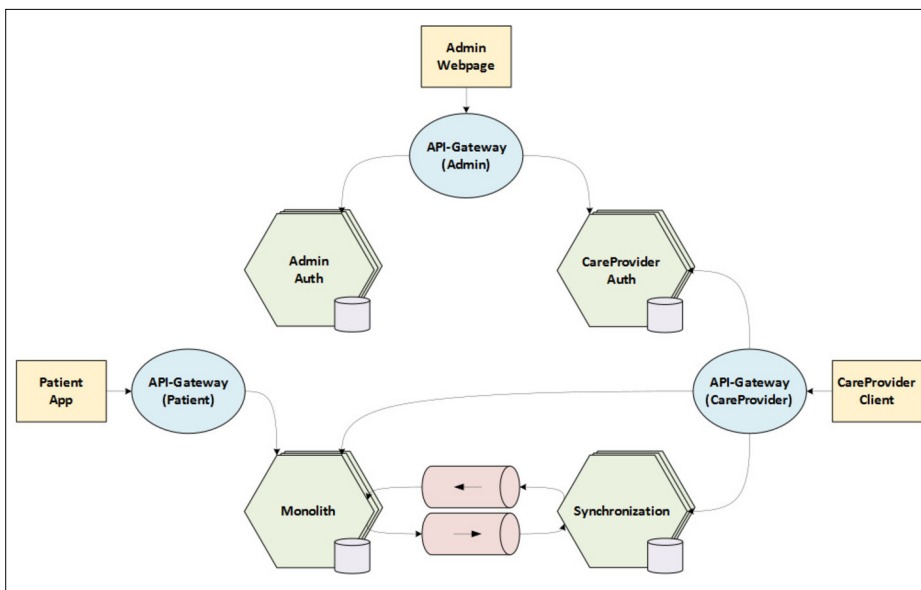 Admin
Webpage
API-Gateway
(Admin)
Admin
Auth
CareProvider
Auth
Patient
App
API-Gateway
(Patient)
API-Gateway
(CareProvider)
CareProvider
Client
Monolith
Synchronization